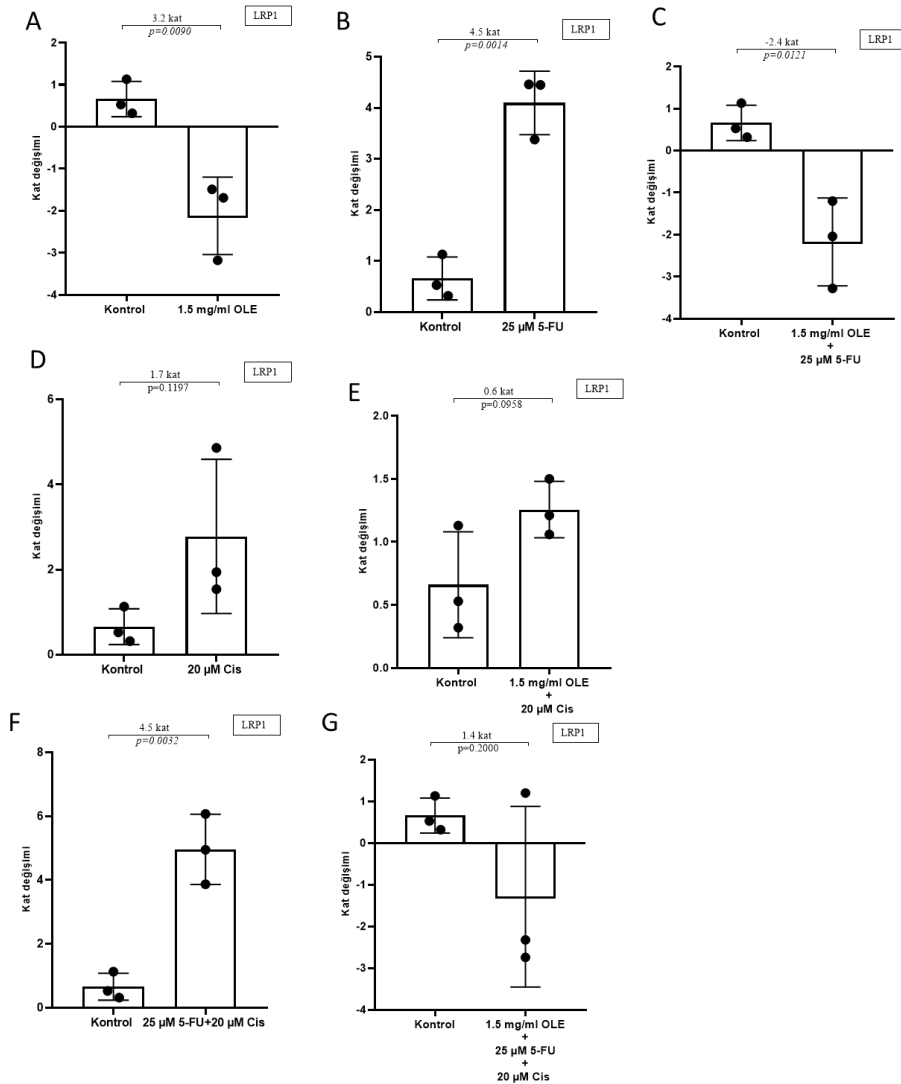 A
3.2 kat
p=0.0090
LRP1
Kat değişimi
2
1
0
-1
-2
-3
-4
Kontrol
1.5 mg/ml OLE
B
4.5 kat
p=0.0014
LRP1
Kat değişimi
5
4
3
2
1
0
Kontrol
25 µM 5-FU
C
-2.4 kat
p=0.0121
LRP1
Kat değişimi
2
1
0
-1
-2
-3
-4
Kontrol
1.5 mg/ml OLE
+
25 µM 5-FU
D
1.7 kat
p=0.1197
LRP1
Kat değişimi
6
4
2
0
Kontrol
20 µM Cis
E
0.6 kat
p=0.0958
LRP1
Kat değişimi
2.0
1.5
1.0
0.5
0.0
Kontrol
1.5 mg/ml OLE
+
20 µM Cis
F
4.5 kat
p=0.0032
LRP1
Kat değişimi
8
6
4
2
0
Kontrol
25 µM 5-FU+20 µM Cis
G
1.4 kat
p=0.2000
LRP1
Kat değişimi
2
1
0
-1
-2
-3
-4
Kontrol
1.5 mg/ml OLE
+
25 µM 5-FU
+
20 µM Cis